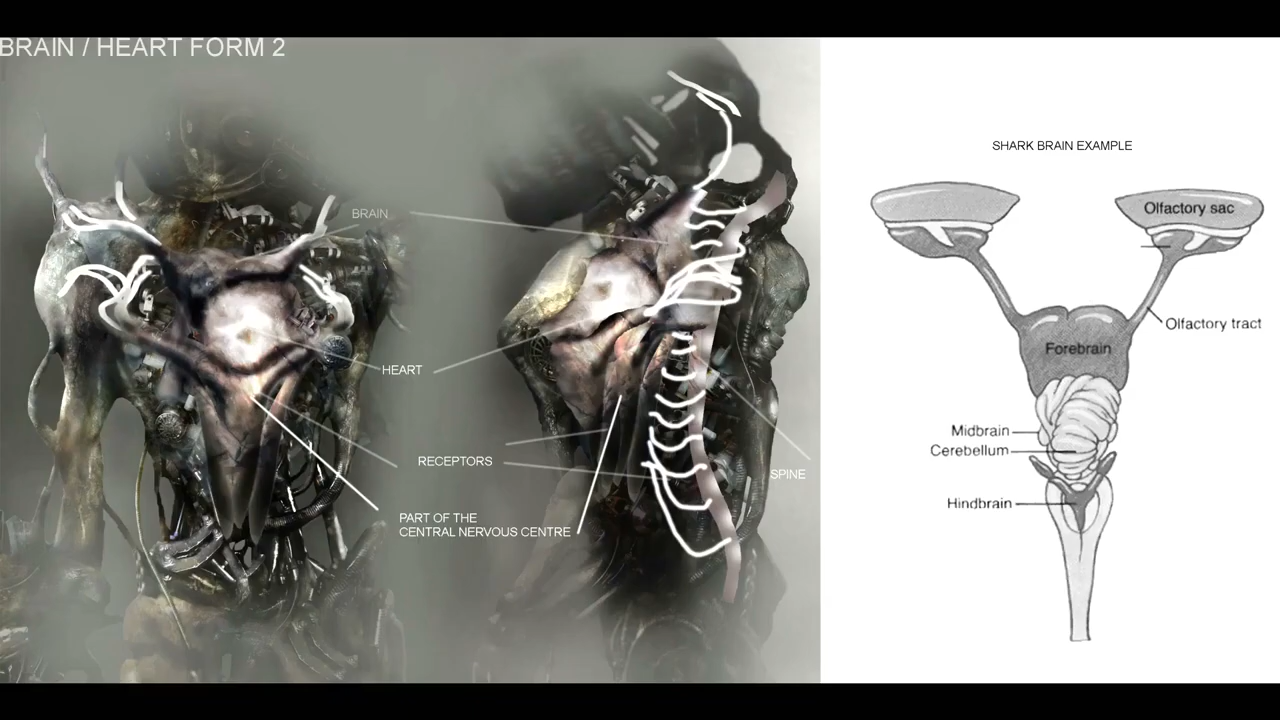 BRAIN / HEART FORM 2
BRAIN
HEART
RECEPTORS
SPINE
PART OF THE
CENTRAL NERVOUS CENTRE
SHARK BRAIN EXAMPLE
Olfactory sac
Olfactory tract
Forebrain
Midbrain
Cerebellum
Hindbrain